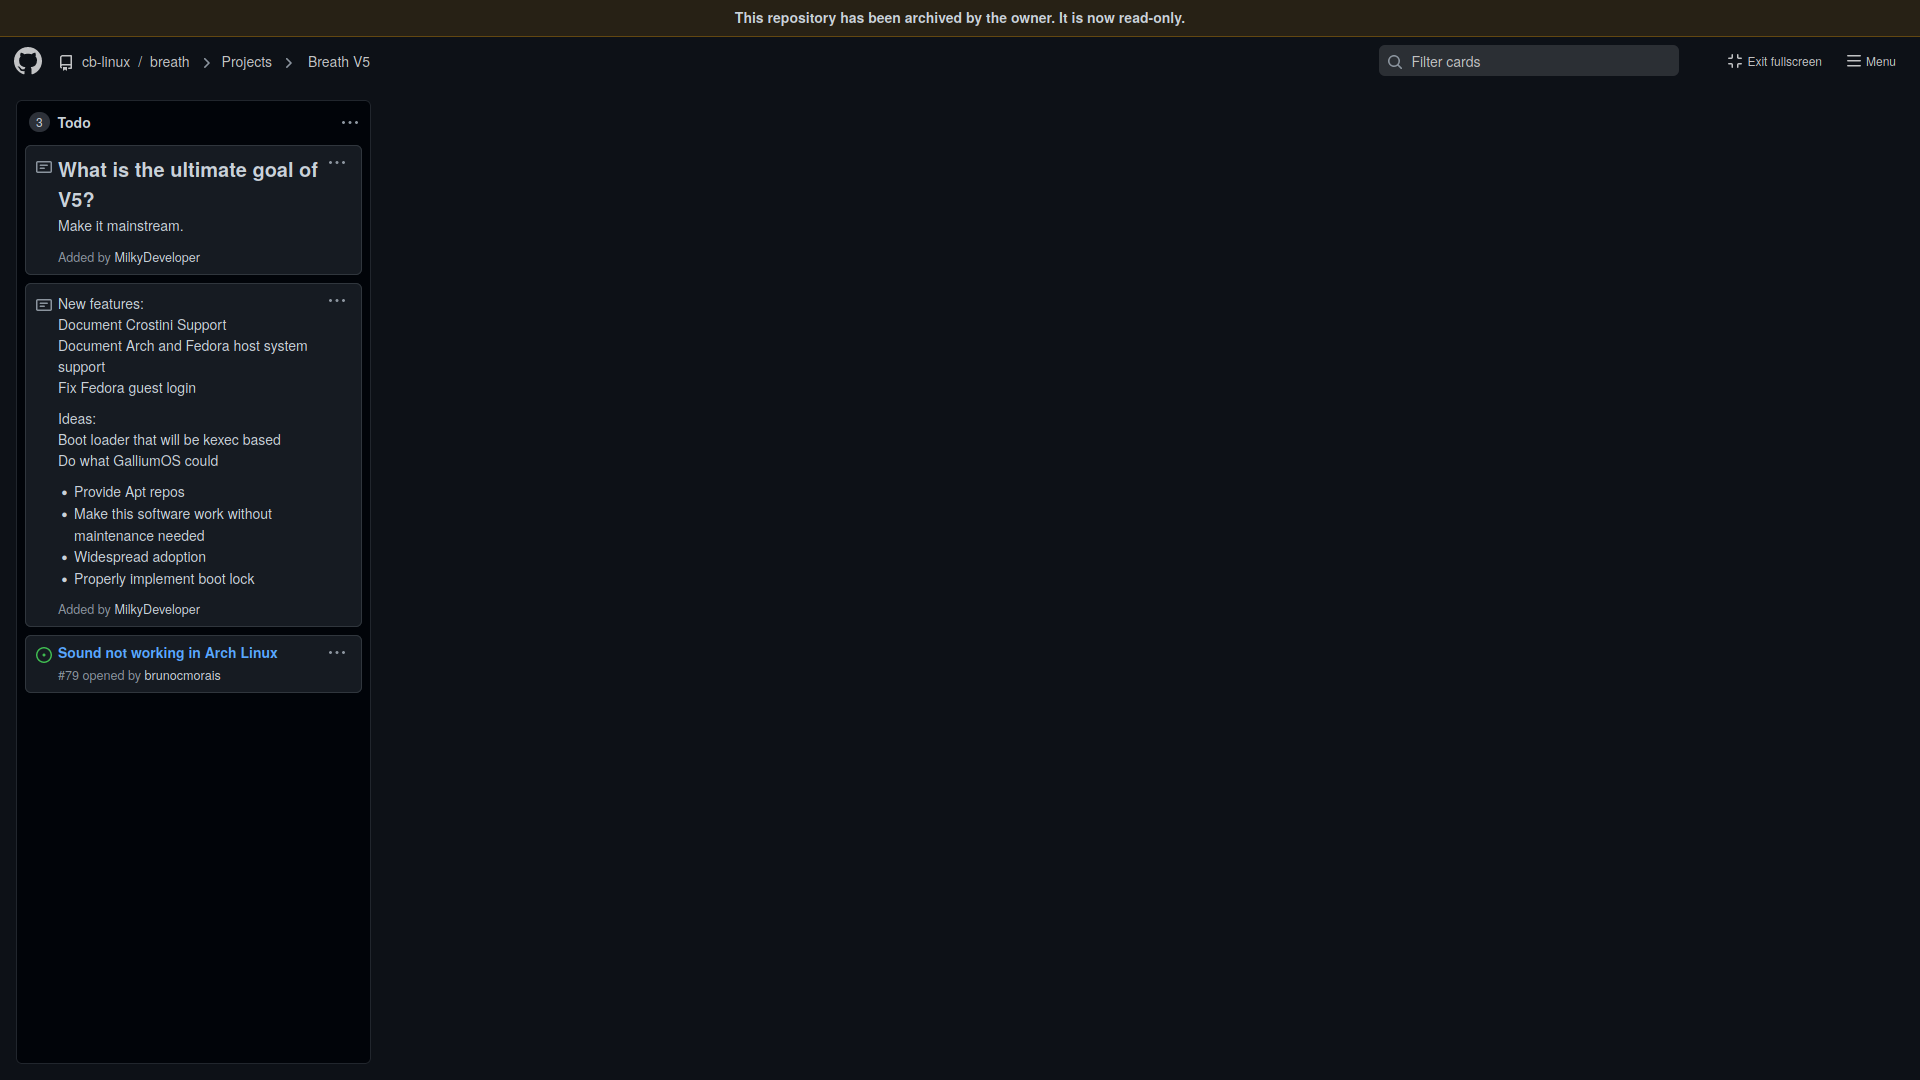 This repository has been archived by the owner. It is now read-only.
cb-linux / breath Projects Breath V5
Filter cards
Exit fullscreen
Menu
3 Todo
What is the ultimate goal of
V5?
Make it mainstream.
Added by MilkyDeveloper
New features:
Document Crostini Support
Document Arch and Fedora host system
support
Fix Fedora guest login
Ideas:
Boot loader that will be kexec based
Do what GalliumOS could
• Provide Apt repos
• Make this software work without
maintenance needed
• Widespread adoption
• Properly implement boot lock
Added by MilkyDeveloper
Sound not working in Arch Linux
#79 opened by brunocmorais